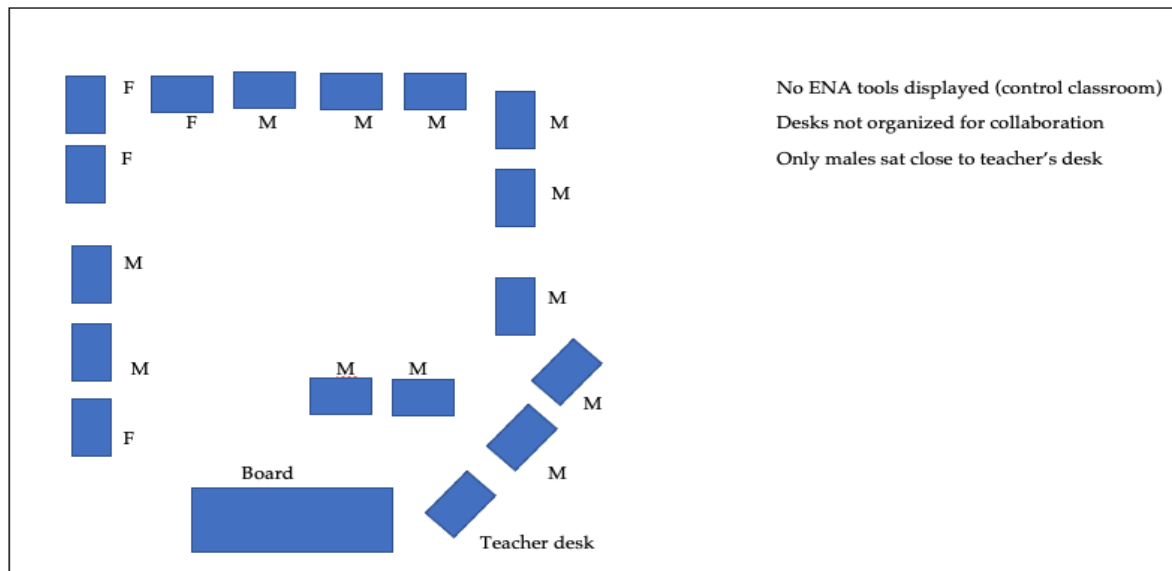 F
No ENA tools displayed (control classroom)
F M M M M
Desks not organized for collaboration
F
Only males sat close to teacher’s desk
M
M
M
M M
M
M
F
M
Board
Teacher desk